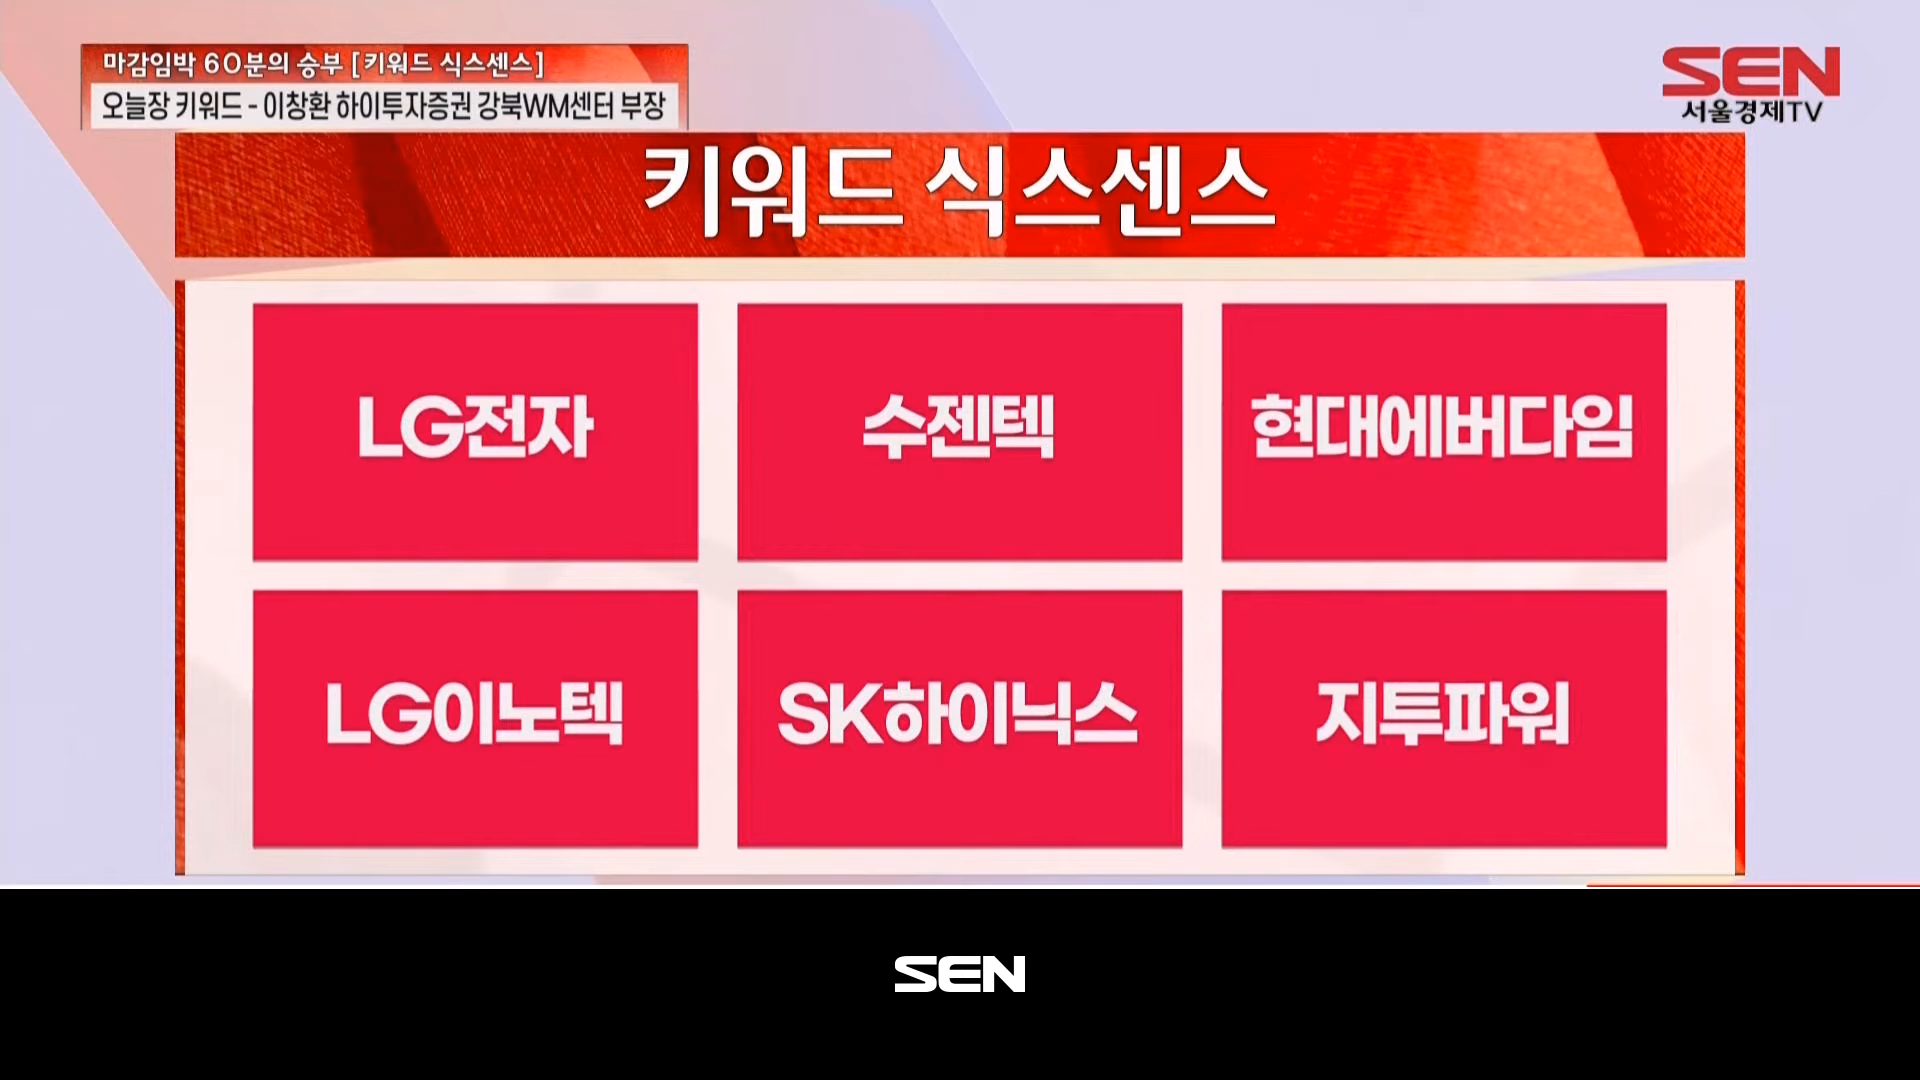 마감임박 60분의 승부 [키워드 식스센스]
오늘장 키워드 - 이창환 하이투자증권 강북WM센터 부장
SEN
서울경제TV
키워드 식스센스
LG전자
수젠텍
현대에버다임
LG이노텍
SK하이닉스
지투파워
SEN